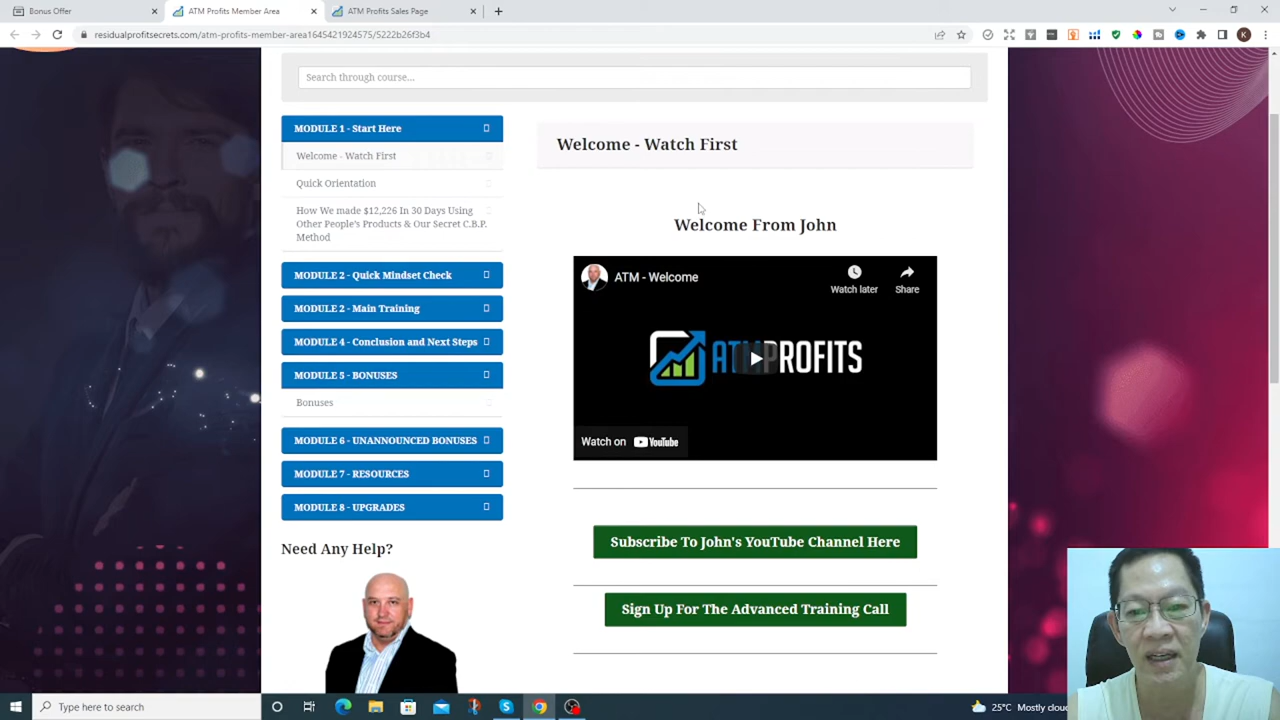 Bonus Offer
ATM Profits Member Area
ATM Profits Sales Page
residualprofitsecrets.com/atm-profits-member-area1645421924575/5222b26f3b4
K
Search through course...
MODULE 1 - Start Here
Welcome - Watch First
Quick Orientation
How We made $12,226 In 30 Days Using
Other People's Products & Our Secret C.B.P.
Method
MODULE 2 - Quick Mindset Check
MODULE 2 - Main Training
MODULE 4 - Conclusion and Next Steps
MODULE 5 - BONUSES
Bonuses
MODULE 6 - UNANNOUNCED BONUSES
MODULE 7 - RESOURCES
MODULE 8 - UPGRADES
Need Any Help?
Welcome - Watch First
Welcome From John
ATM - Welcome
Watch later
Share
ATMPROFITS
Watch on YouTube
Subscribe To John's YouTube Channel Here
Sign Up For The Advanced Training Call
Type here to search
25°C Mostly cloud